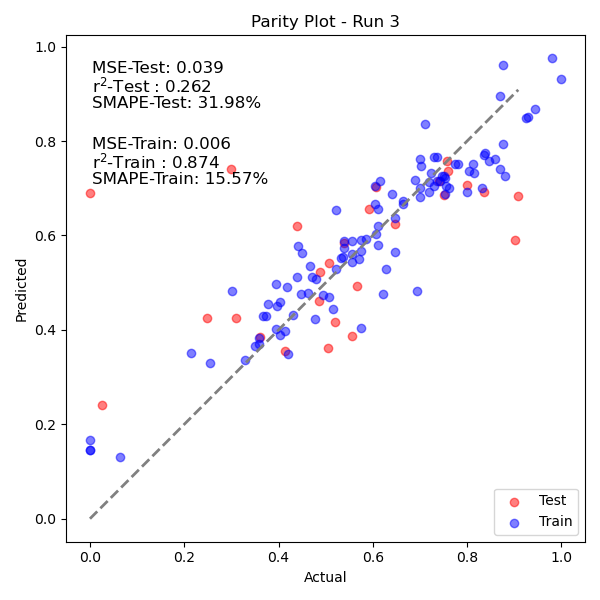 Parity Plot - Run 3
MSE-Test: 0.039
r²-Test : 0.262
SMAPE-Test: 31.98%
MSE-Train: 0.006
r²-Train : 0.874
SMAPE-Train: 15.57%
1.0
0.8
0.6
0.4
0.2
0.0
Predicted
0.0 0.2 0.4 0.6 0.8 1.0
Actual
Test
Train